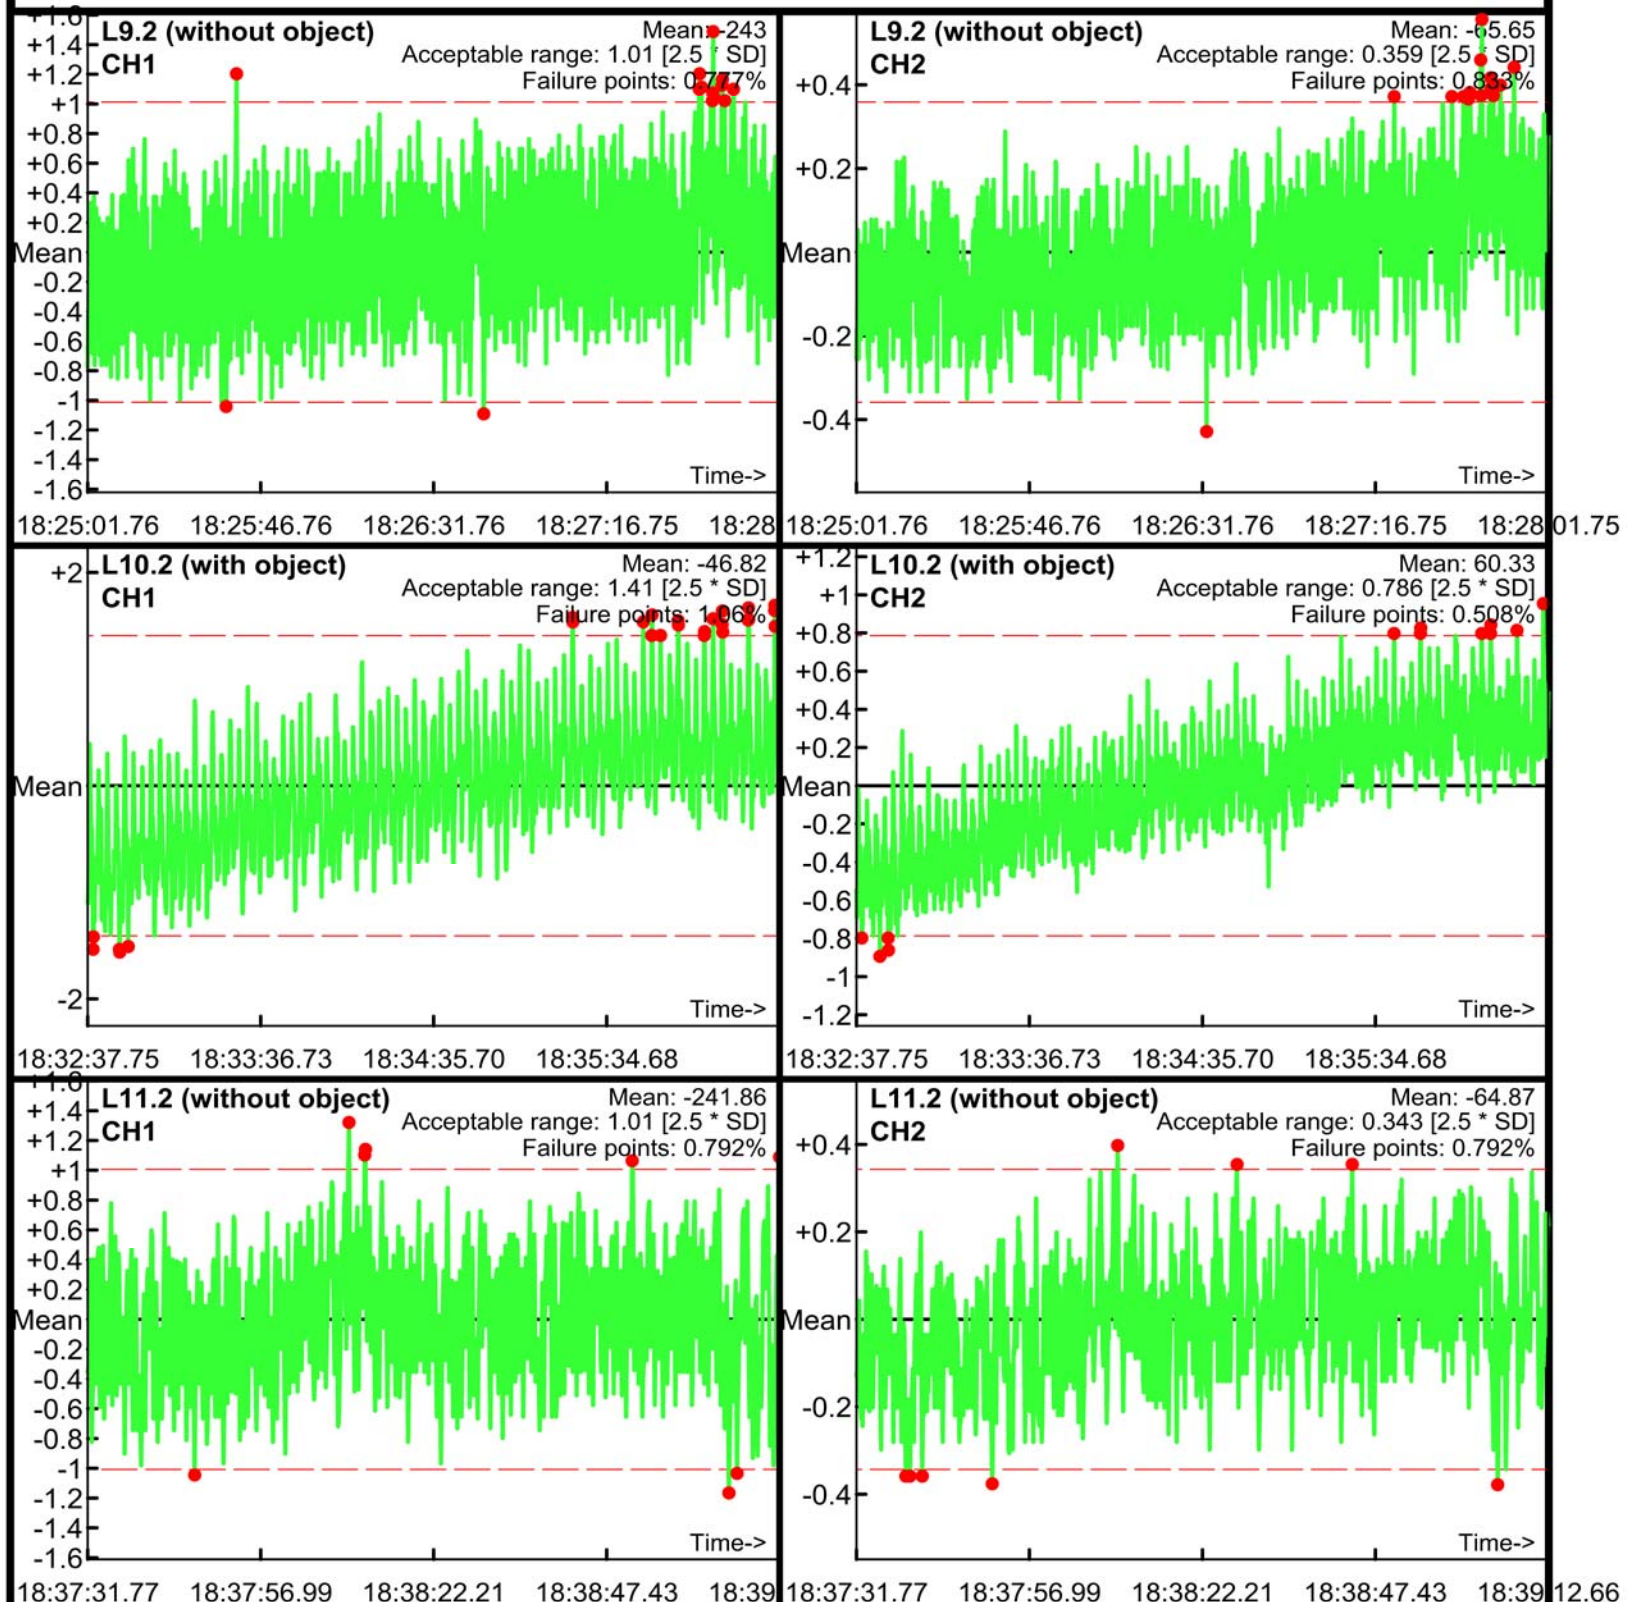 +1.6
L9.2 (without object)
CH1
Mean: -243
Acceptable range: 1.01 [2.5 * SD]
Failure points: 0.777%
+1.4
+1.2
+1
+0.8
+0.6
+0.4
+0.2
Mean
-0.2
-0.4
-0.6
-0.8
-1
-1.2
-1.4
-1.6
Time->
18:25:01.76 18:25:46.76 18:26:31.76 18:27:16.75 18:28
L9.2 (without object)
CH2
Mean: -65.65
Acceptable range: 0.359 [2.5 * SD]
Failure points: 0.833%
+0.4
+0.2
Mean
-0.2
-0.4
Time->
18:25:01.76 18:25:46.76 18:26:31.76 18:27:16.75 18:28:01.75
L10.2 (with object)
CH1
Mean: -46.82
Acceptable range: 1.41 [2.5 * SD]
Failure points: 1.06%
+2
Mean
-2
Time->
18:32:37.75 18:33:36.73 18:34:35.70 18:35:34.68
L10.2 (with object)
CH2
Mean: 60.33
Acceptable range: 0.786 [2.5 * SD]
Failure points: 0.508%
+1.2
+1
+0.8
+0.6
+0.4
+0.2
Mean
-0.2
-0.4
-0.6
-0.8
-1
-1.2
Time->
18:32:37.75 18:33:36.73 18:34:35.70 18:35:34.68
+1.6
L11.2 (without object)
CH1
Mean: -241.86
Acceptable range: 1.01 [2.5 * SD]
Failure points: 0.792%
+1.4
+1.2
+1
+0.8
+0.6
+0.4
+0.2
Mean
-0.2
-0.4
-0.6
-0.8
-1
-1.2
-1.4
-1.6
Time->
18:37:31.77 18:37:56.99 18:38:22.21 18:38:47.43 18:39
L11.2 (without object)
CH2
Mean: -64.87
Acceptable range: 0.343 [2.5 * SD]
Failure points: 0.792%
+0.4
+0.2
Mean
-0.2
-0.4
Time->
18:37:31.77 18:37:56.99 18:38:22.21 18:38:47.43 18:39:12.66